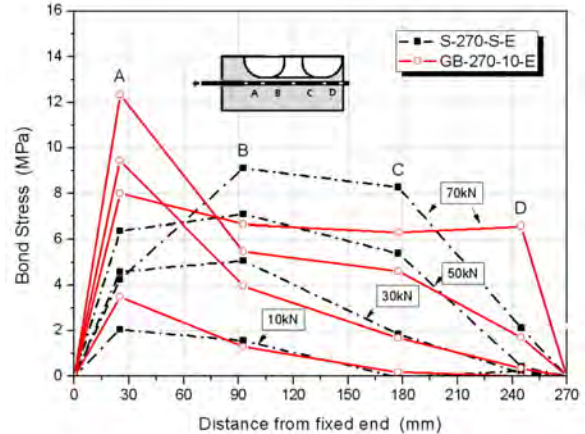 16
14
12
10
8
6
4
2
0
Bond Stress (MPa)
S-270-S-E
GB-270-10-E
A B C D
A
B
C
D
70kN
50kN
30kN
10kN
0 30 60 90 120 150 180 210 240 270
Distance from fixed end (mm)